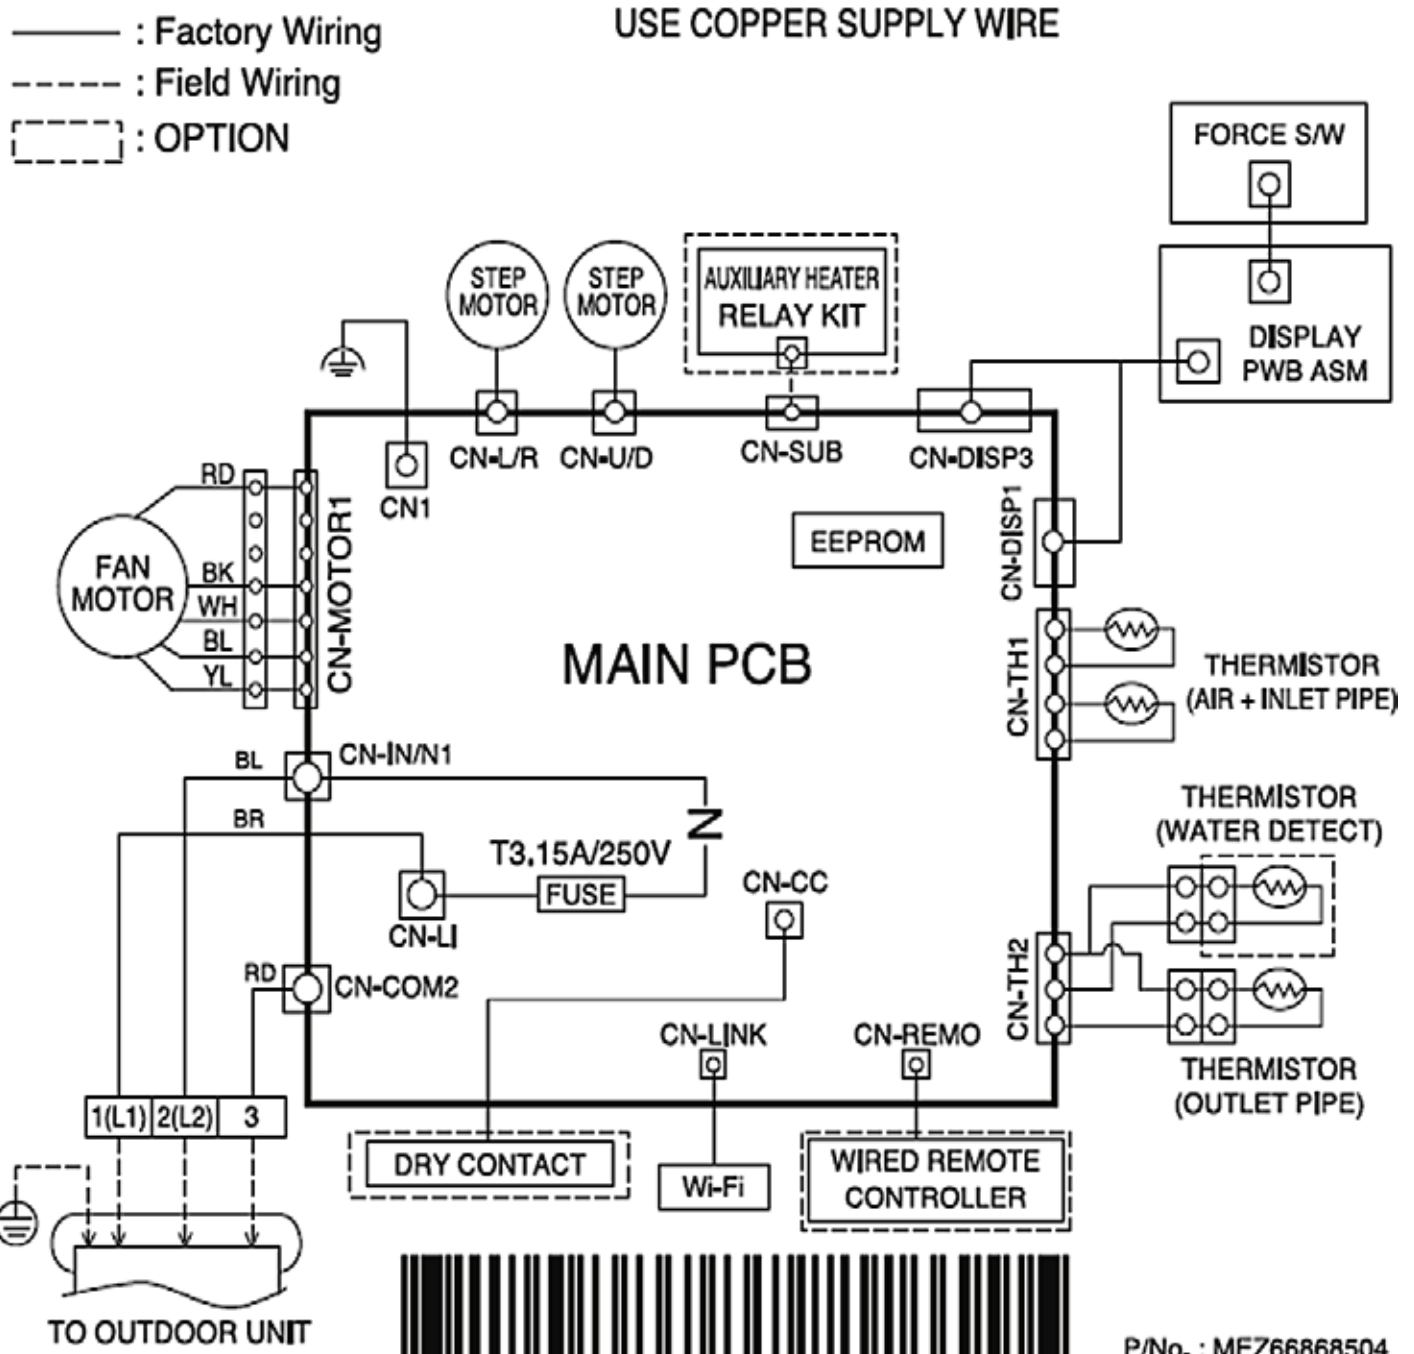 : Factory Wiring
USE COPPER SUPPLY WIRE
: Field Wiring
: OPTION
FORCE S/W
DISPLAY
PWB ASM
STEP
MOTOR
STEP
MOTOR
AUXILIARY HEATER
RELAY KIT
CN-L/R
CN-U/D
CN-SUB
CN-DISP3
CN1
RD
BK
WH
BL
YL
FAN
MOTOR
CN-MOTOR1
EEPROM
CN-DISP1
MAIN PCB
CN-TH1
THERMISTOR
(AIR + INLET PIPE)
BL
CN-IN/N1
BR
N
T3.15A/250V
FUSE
CN-LI
CN-CC
THERMISTOR
(WATER DETECT)
RD
CN-COM2
CN-TH2
CN-LINK
CN-REMO
THERMISTOR
(OUTLET PIPE)
1(L1) 2(L2) 3
DRY CONTACT
Wi-Fi
WIRED REMOTE
CONTROLLER
TO OUTDOOR UNIT
P/No. : MEZ66868504